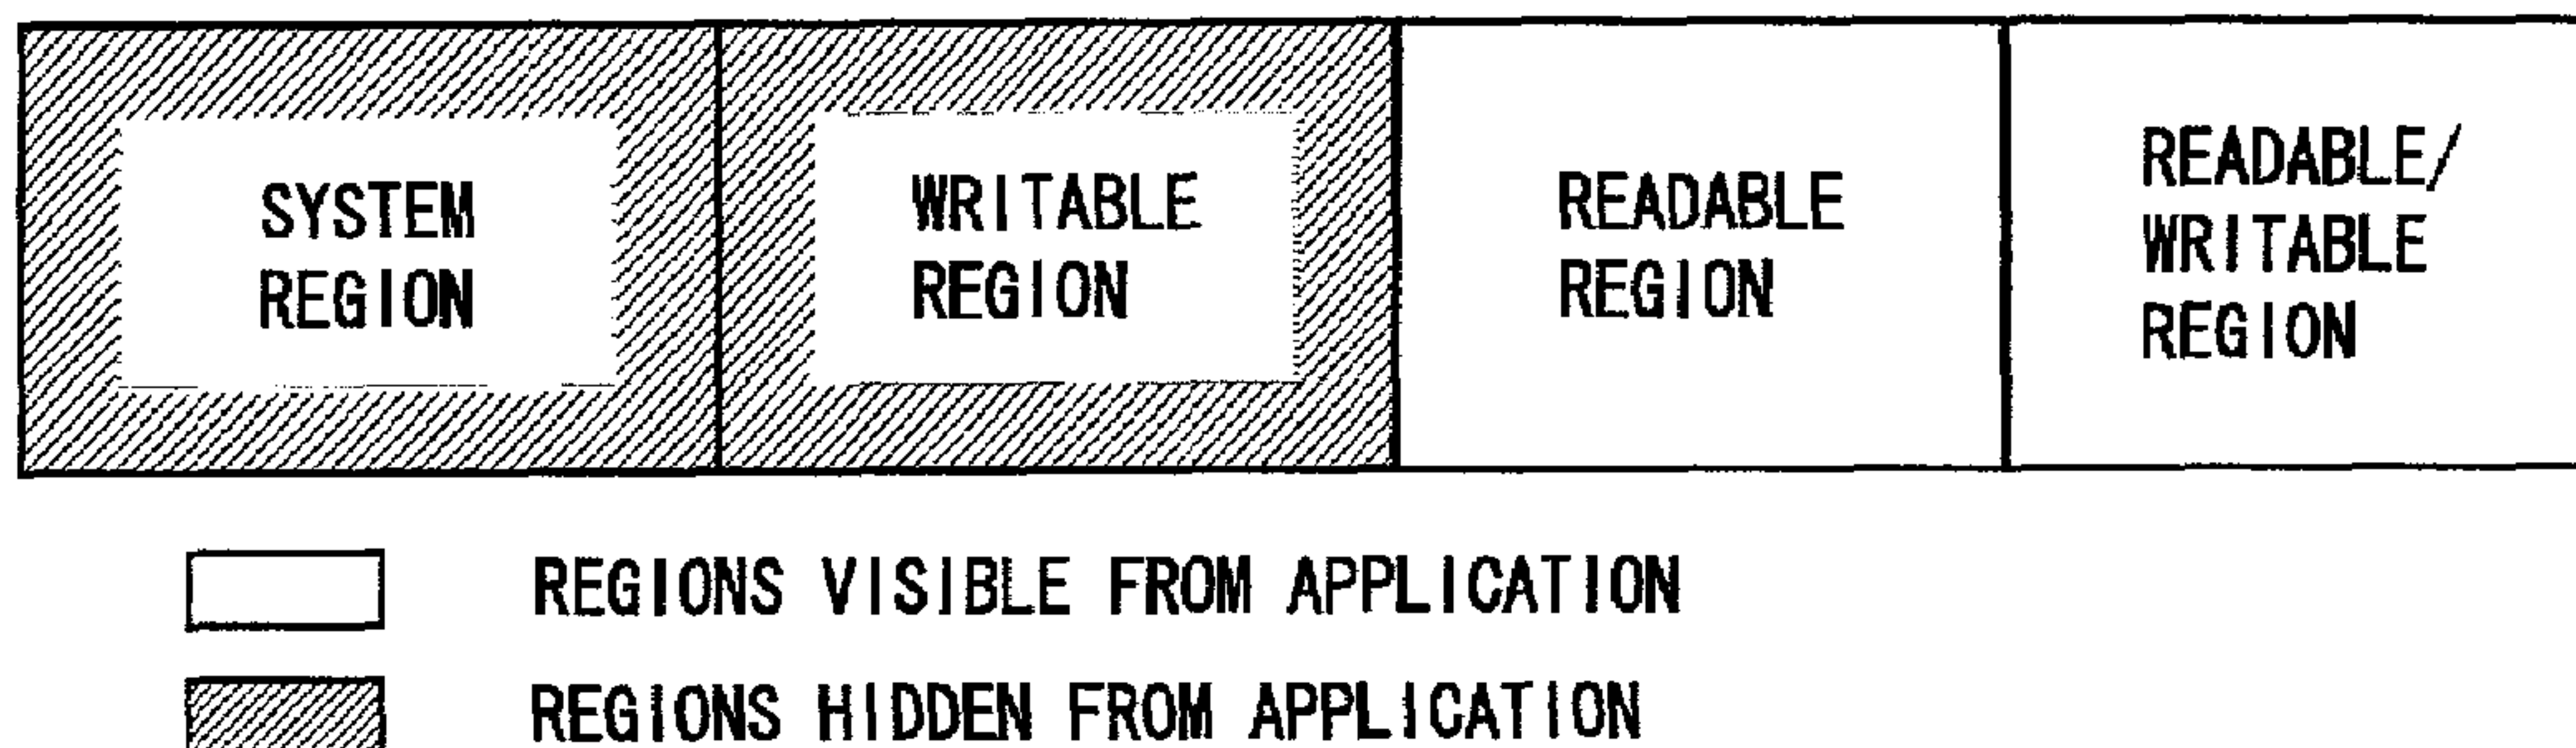 SYSTEM
REGION
WRITABLE
REGION
READABLE
REGION
READABLE/
WRITABLE
REGION
REGIONS VISIBLE FROM APPLICATION
REGIONS HIDDEN FROM APPLICATION